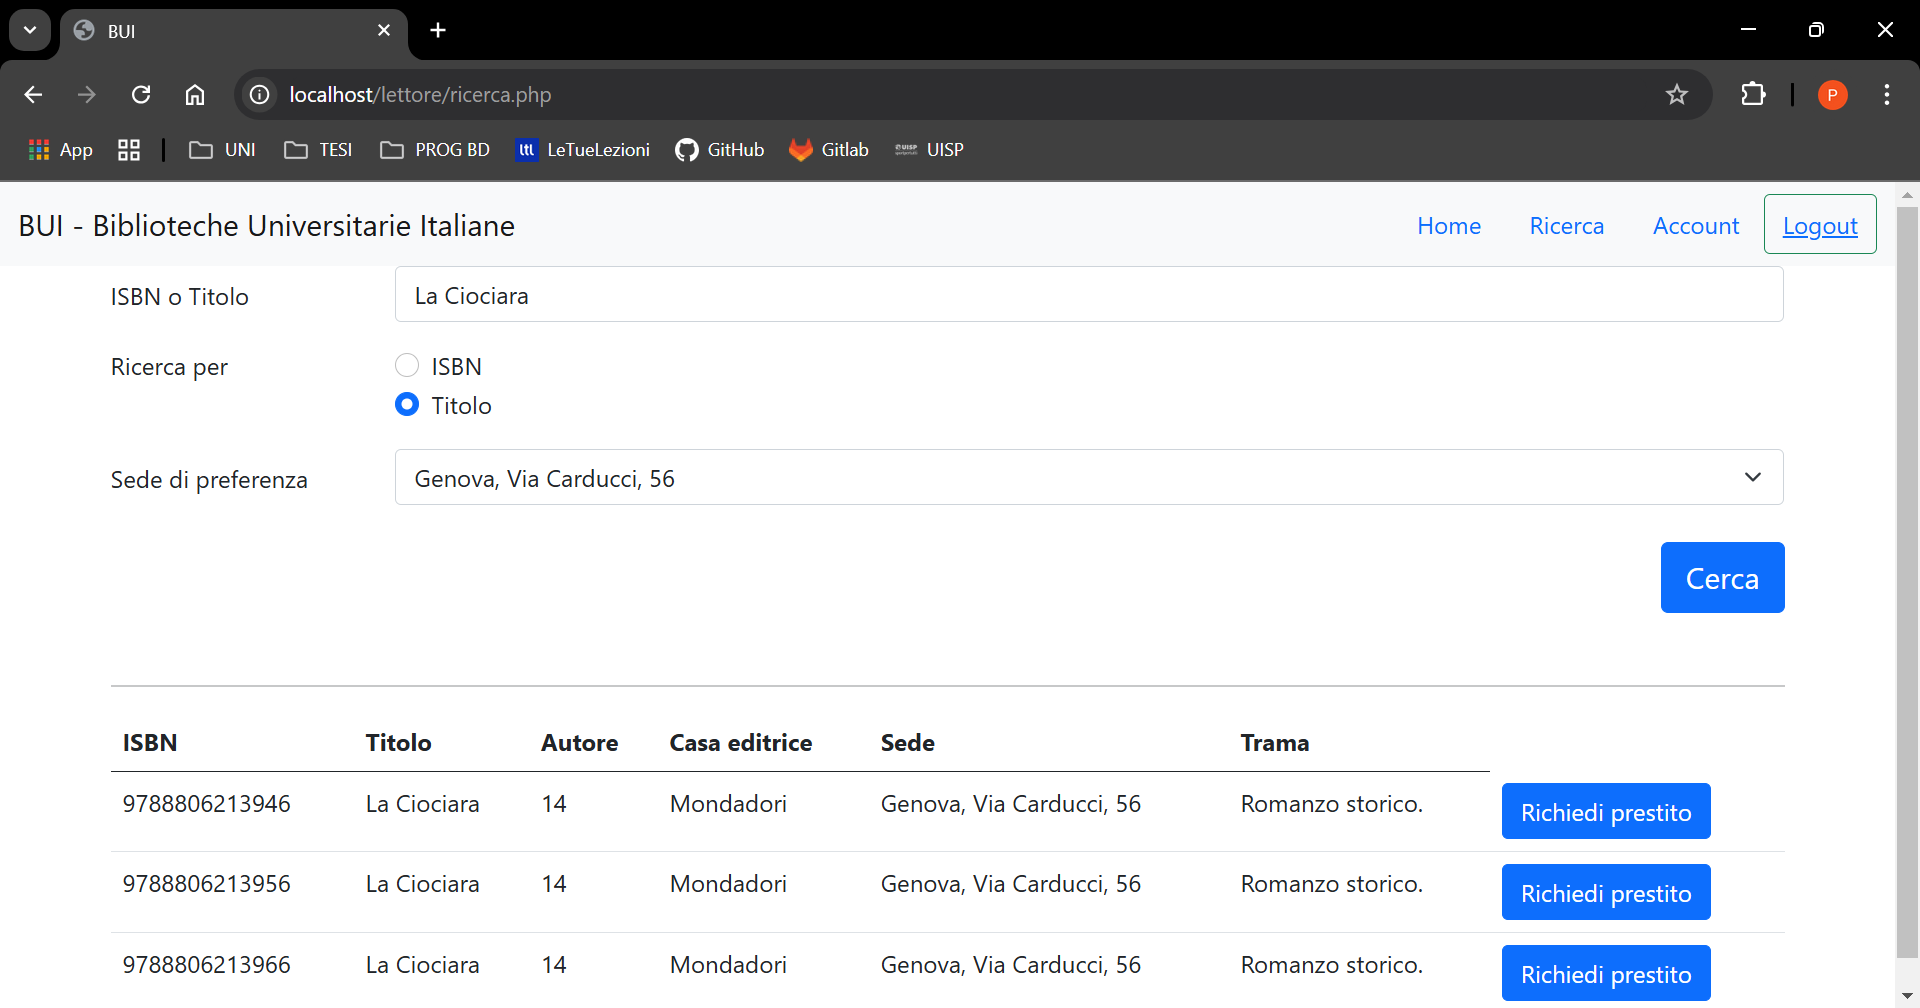 BUI
localhost/lettore/ricerca.php
P
App
UNI
TESI
PROG BD
ltl LeTueLezioni
GitHub
Gitlab
UISP UISP
BUI - Biblioteche Universitarie Italiane
Home Ricerca Account Logout
ISBN o Titolo La Ciociara
Ricerca per ISBN
Titolo
Sede di preferenza Genova, Via Carducci, 56
Cerca
ISBN Titolo Autore Casa editrice Sede Trama
9788806213946 La Ciociara 14 Mondadori Genova, Via Carducci, 56 Romanzo storico. Richiedi prestito
9788806213956 La Ciociara 14 Mondadori Genova, Via Carducci, 56 Romanzo storico. Richiedi prestito
9788806213966 La Ciociara 14 Mondadori Genova, Via Carducci, 56 Romanzo storico. Richiedi prestito